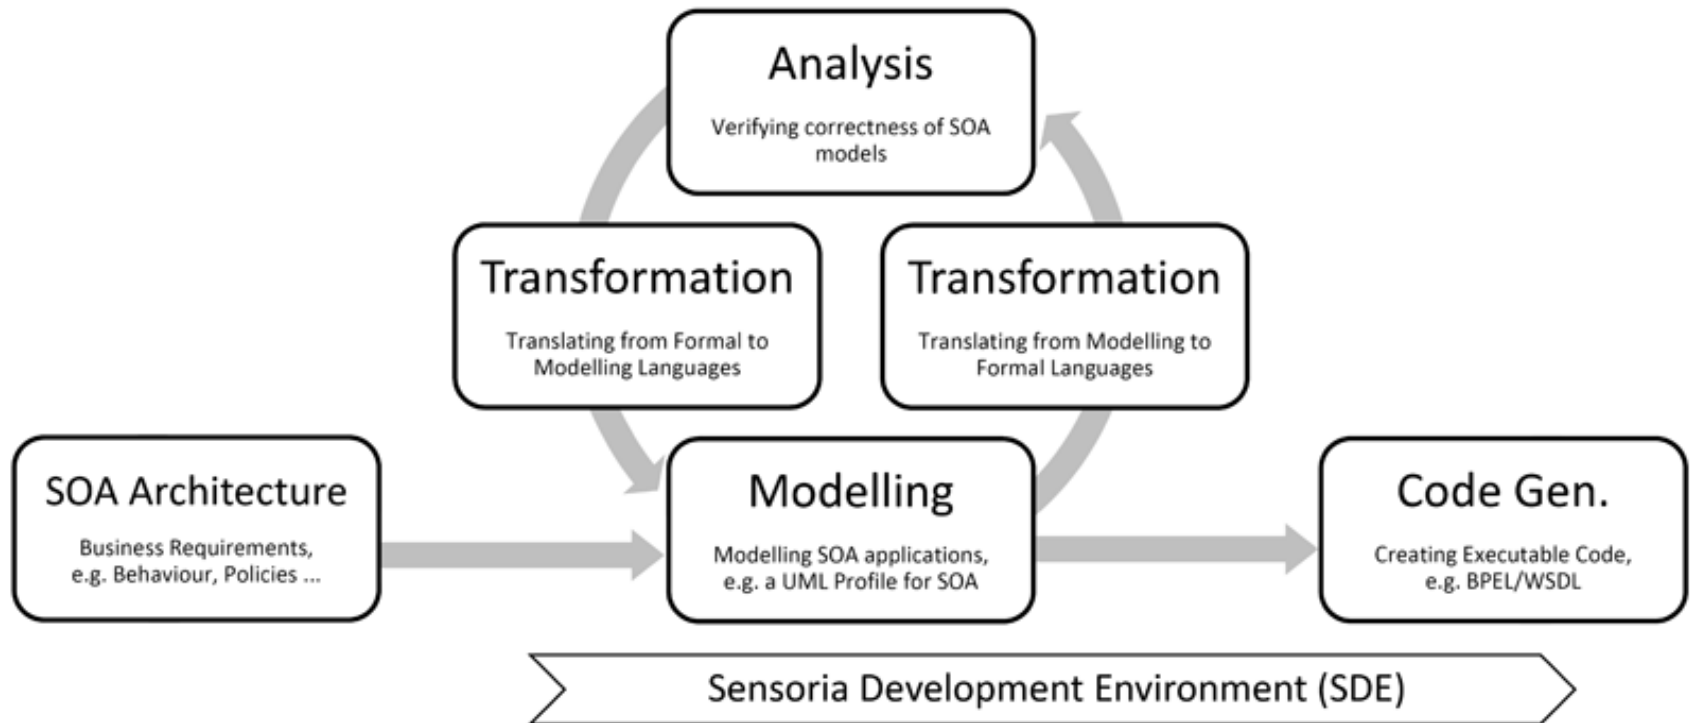 Analysis
Verifying correctness of SOA
models
Transformation
Translating from Formal to
Modelling Languages
Transformation
Translating from Modelling to
Formal Languages
SOA Architecture
Business Requirements,
e.g. Behaviour, Policies ...
Modelling
Modelling SOA applications,
e.g. a UML Profile for SOA
Code Gen.
Creating Executable Code,
e.g. BPEL/WSDL
Sensoria Development Environment (SDE)